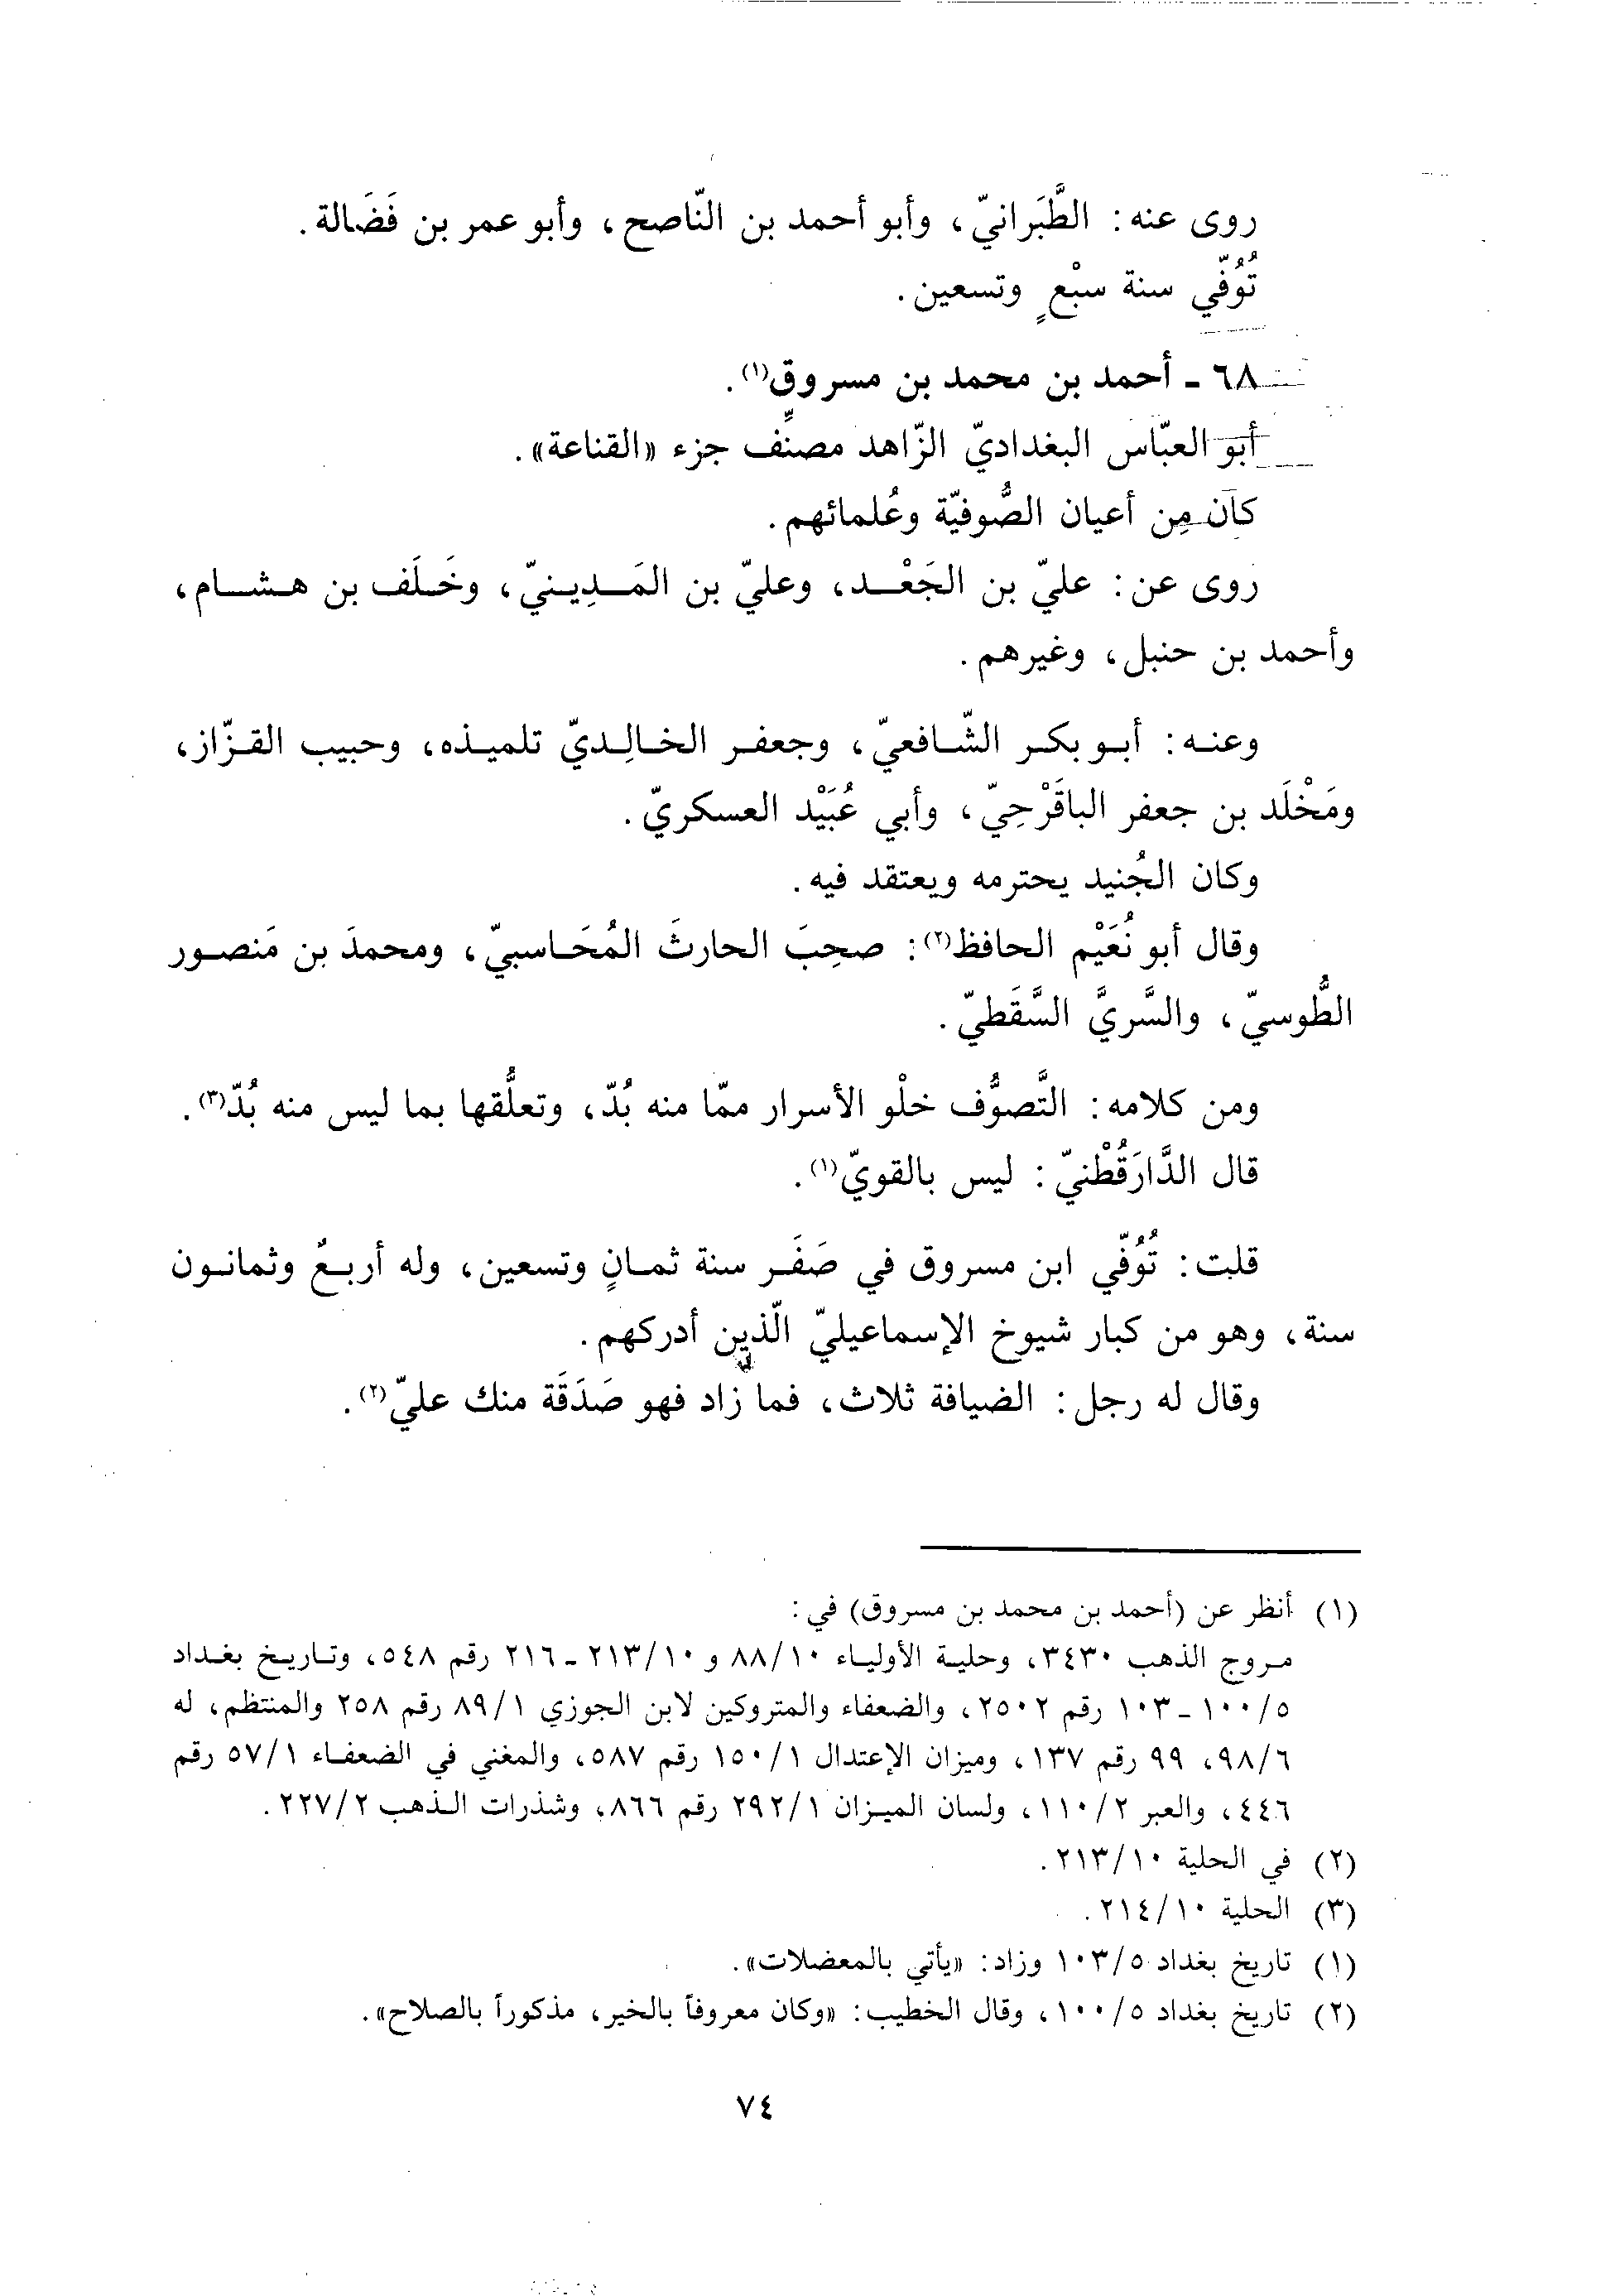 روى عنه: الطَّبَرانيّ، وأبو أحمد بن النّاصح، وأبو عمر بن فَضَالة.
تُوُفّي سنة سبْعٍ وتسعين.
٦٨ ـ أحمد بن محمد بن مسروق(١).
أبو العبّاس البغداديّ الزّاهد مصنِّف جزء «القناعة».
كان مِن أعيان الصُّوفيّة وعُلمائهم.
روى عن: عليّ بن الجَعْد، وعليّ بن المَدِينيّ، وخَلَف بن هشام،
وأحمد بن حنبل، وغيرهم.
وعنه: أبو بكر الشّافعيّ، وجعفر الخالِديّ تلميذه، وحبيب القزّاز،
ومَخْلَد بن جعفر الباقَرْحِيّ، وأبي عُبَيْد العسكريّ.
وكان الجُنيد يحترمه ويعتقد فيه.
وقال أبو نُعَيْم الحافظ(٢): صحِبَ الحارثَ المُحَاسبيّ، ومحمدَ بن مَنصور
الطُّوسيّ، والسَّريَّ السَّقَطيّ.
ومن كلامه: التَّصوُّف خلْو الأسرار ممّا منه بُدّ، وتعلُّقها بما ليس منه بُدّ(٣).
قال الدَّارَقُطْنيّ: ليس بالقويّ(١).
قلت: تُوُفّي ابن مسروق في صَفَر سنة ثمانٍ وتسعين، وله أربعٌ وثمانون
سنة، وهو من كبار شيوخ الإسماعيليّ الّذين أدركهم.
وقال له رجل: الضيافة ثلاث، فما زاد فهو صَدَقَة منك عليّ(٢).
(١) أنظر عن (أحمد بن محمد بن مسروق) في:
مروج الذهب ٣٤٣٠، وحلية الأولياء ٨٨/١٠ و ٢١٣/١٠ ـ ٢١٦ رقم ٥٤٨، وتاريخ بغداد
١٠٠/٥ ـ ١٠٣ رقم ٢٥٠٢، والضعفاء والمتروكين لابن الجوزي ٨٩/١ رقم ٢٥٨ والمنتظم، له
٩٨/٦، ٩٩ رقم ١٣٧، وميزان الإعتدال ١٥٠/١ رقم ٥٨٧، والمغني في الضعفاء ٥٧/١ رقم
٤٤٦، والعبر ١١٠/٢، ولسان الميزان ٢٩٢/١ رقم ٨٦٦، وشذرات الذهب ٢٢٧/٢.
(٢) في الحلية ٢١٣/١٠.
(٣) الحلية ٢١٤/١٠.
(١) تاريخ بغداد ١٠٣/٥ وزاد: «يأتي بالمعضلات».
(٢) تاريخ بغداد ١٠٠/٥، وقال الخطيب: «وكان معروفاً بالخير، مذكوراً بالصلاح».
٧٤